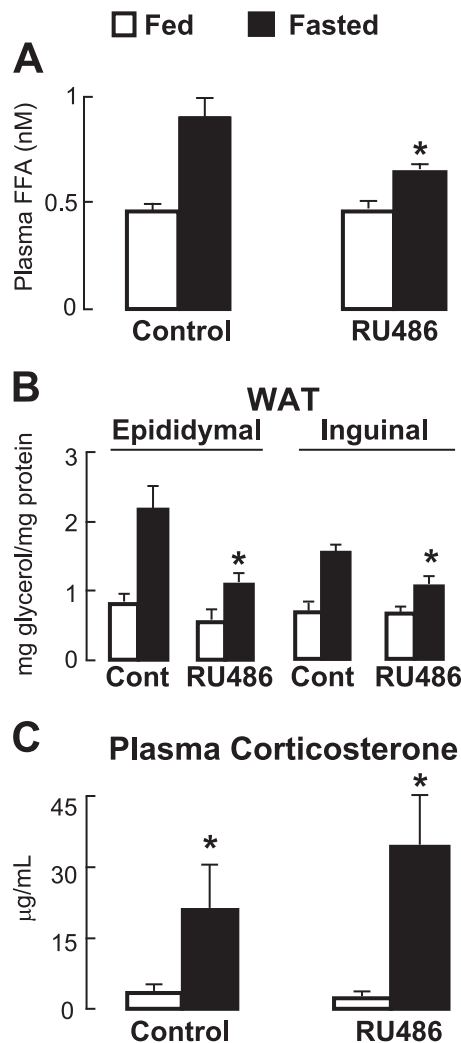 Fed Fasted
A
Plasma FFA (nM)
1
0.5
0
*
Control RU486
B
WAT
Epididymal Inguinal
mg glycerol/mg protein
3
2
1
0
* *
Cont RU486 Cont RU486
C
Plasma Corticosterone
µg/mL
45
30
15
0
* *
Control RU486